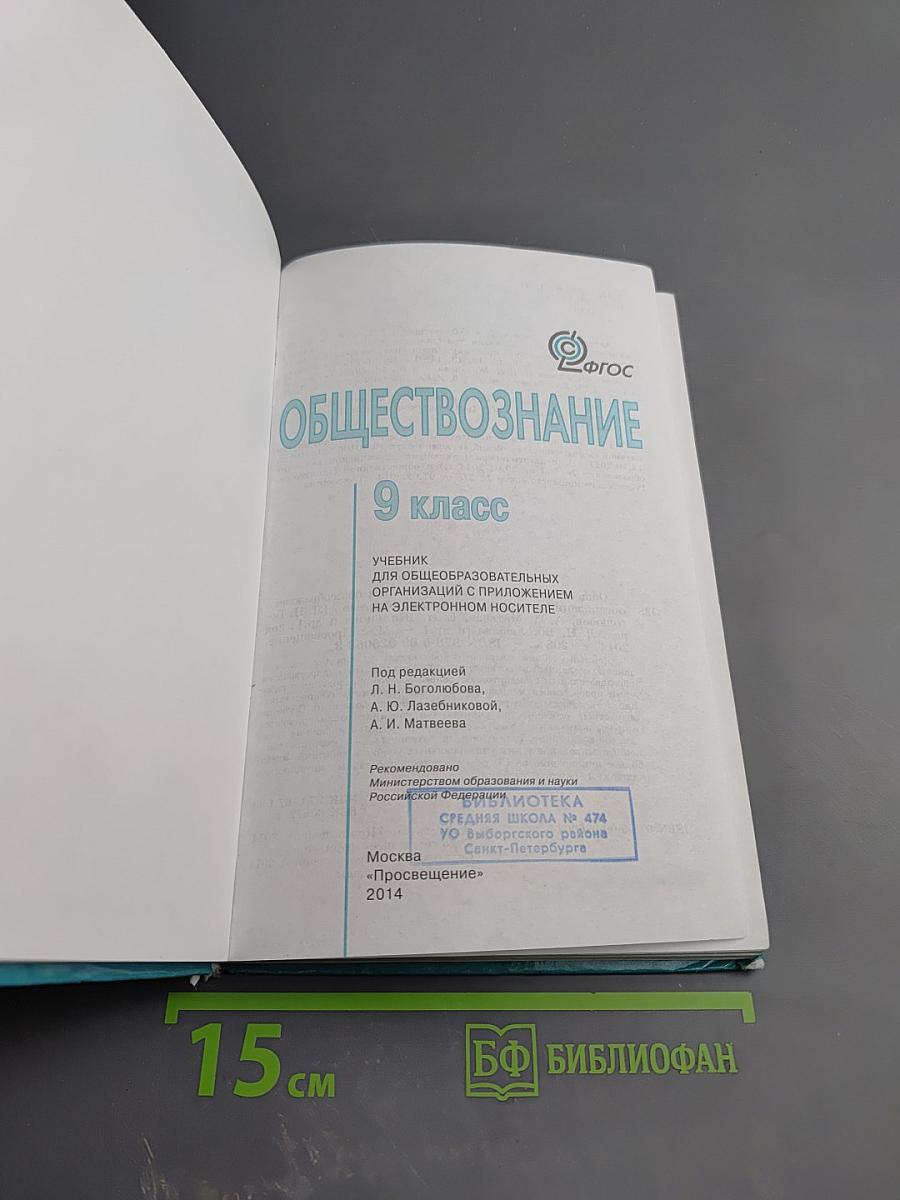 ФГОС
ОБЩЕСТВОЗНАНИЕ
9 класс
УЧЕБНИК
ДЛЯ ОБЩЕОБРАЗОВАТЕЛЬНЫХ
ОРГАНИЗАЦИЙ С ПРИЛОЖЕНИЕМ
НА ЭЛЕКТРОННОМ НОСИТЕЛЕ
Под редакцией
Л. Н. Боголюбова,
А. Ю. Лазебниковой,
А. И. Матвеева
Рекомендовано
Министерством образования и науки
Российской Федерации
БИБЛИОТЕКА
СРЕДНЯЯ ШКОЛА № 474
УО Выборгского района
Санкт-Петербурга
Москва
«Просвещение»
2014
15 см
БФ БИБЛИОФАН